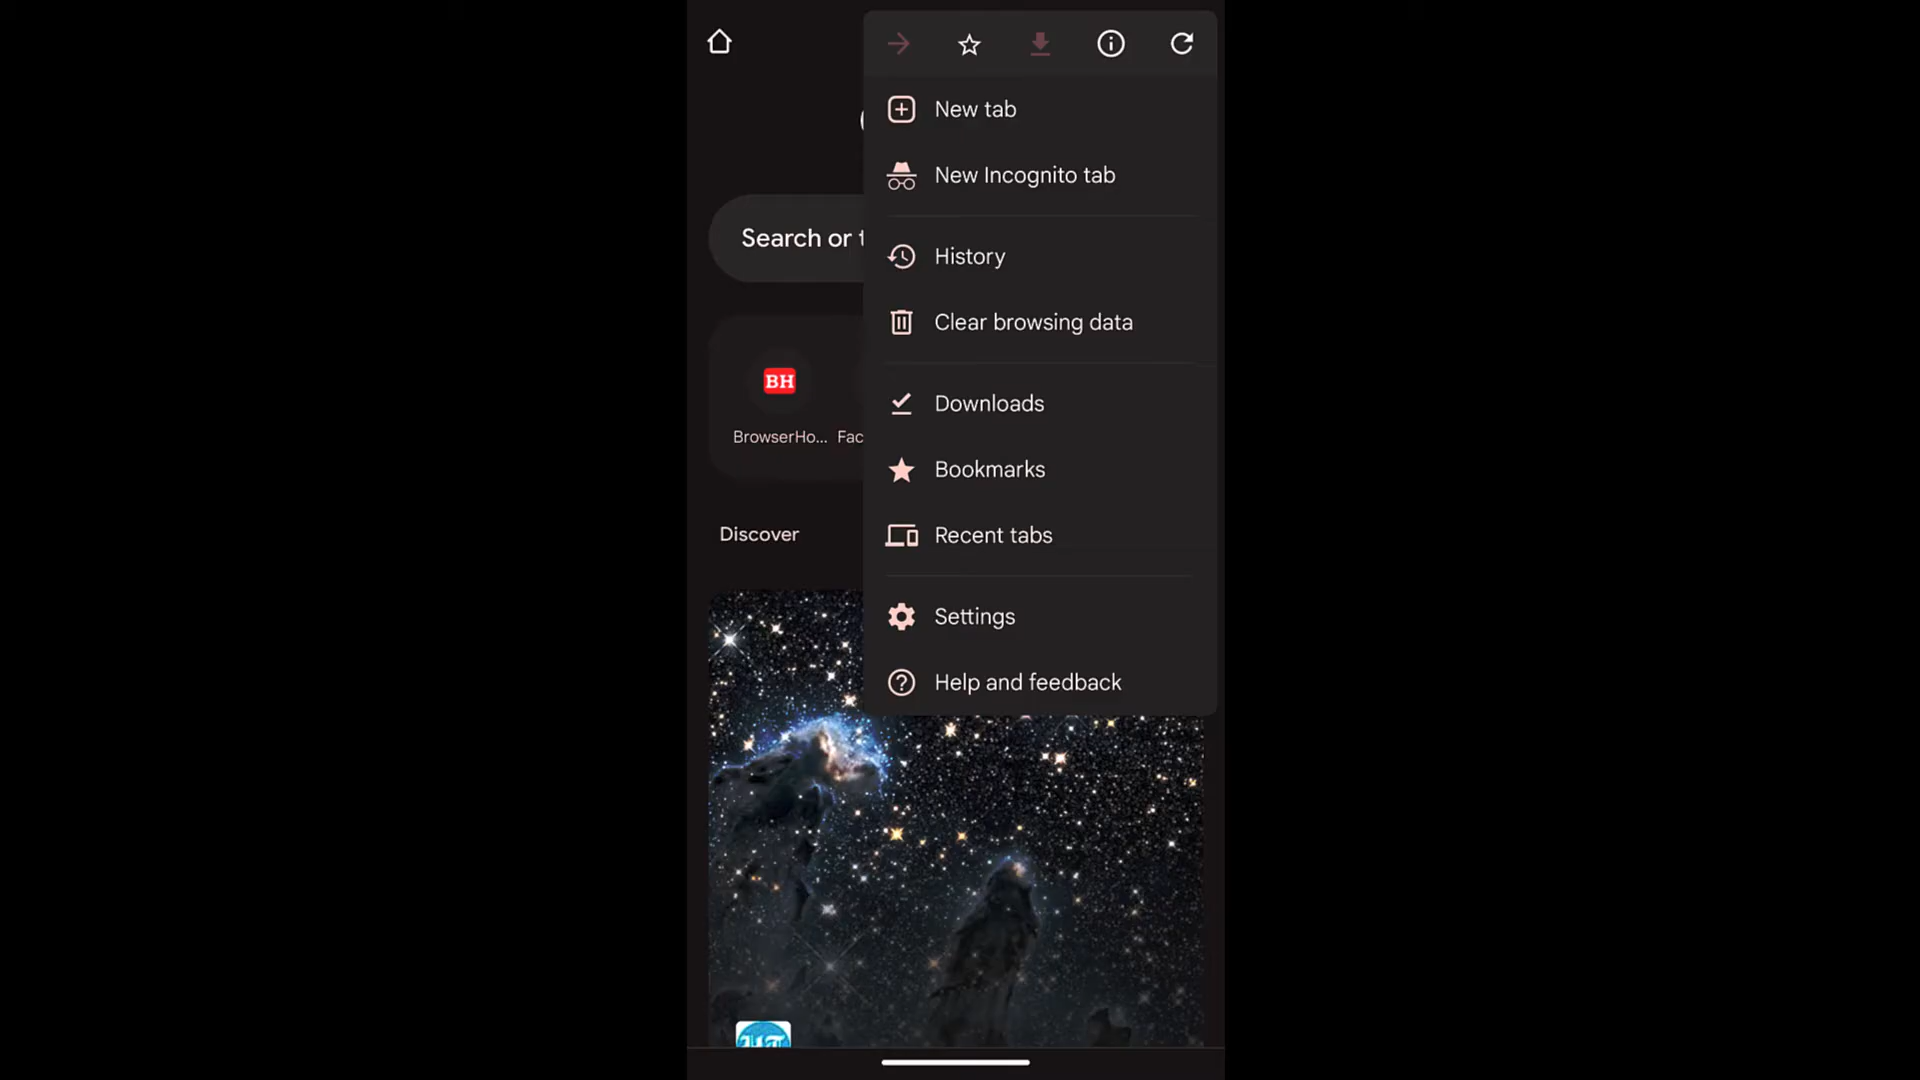 New tab
New Incognito tab
Search or
History
Clear browsing data
BH
BrowserHo...
Downloads
Bookmarks
Recent tabs
Discover
Settings
Help and feedback